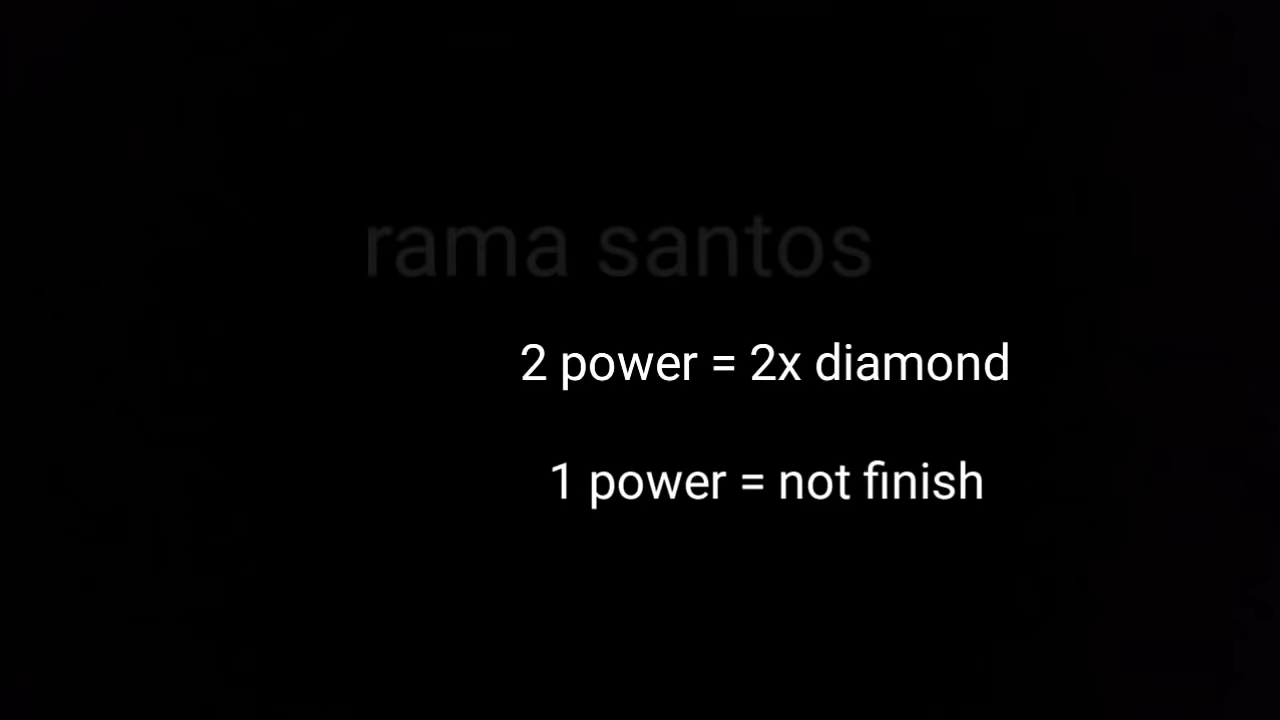 rama santos
2 power = 2x diamond
1 power = not finish